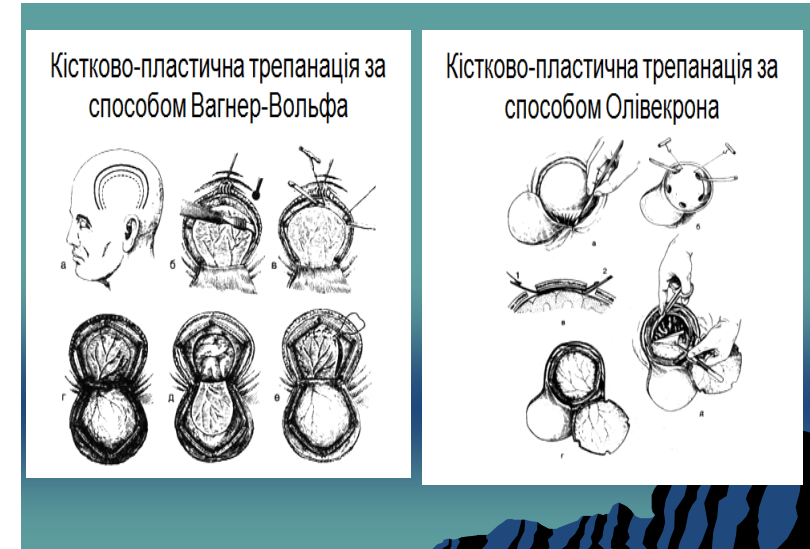 Кістково-пластична трепанація за
способом Вагнер-Вольфа
а
б
в
г
д
е
Кістково-пластична трепанація за
способом Олівекрона
а
б
1
2
в
д
г